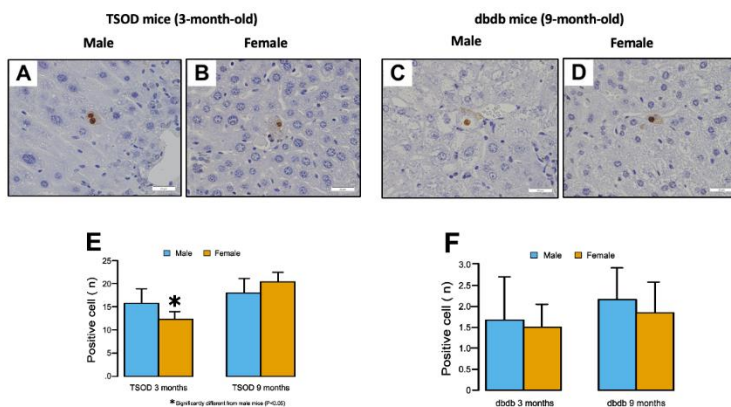 TSOD mice (3-month-old)
dbdb mice (9-month-old)
Male
Female
Male
Female
A
B
C
D
E
Male
Female
Positive cell ( n)
25
20
15
10
5
.0
*
TSOD 3 months
TSOD 9 months
* Significantly different from male mice (P<0.05)
F
Male
Female
Positive cell ( n)
3.0
2.5
2.0
1.5
1.0
0.5
0
dbdb 3 months
dbdb 9 months